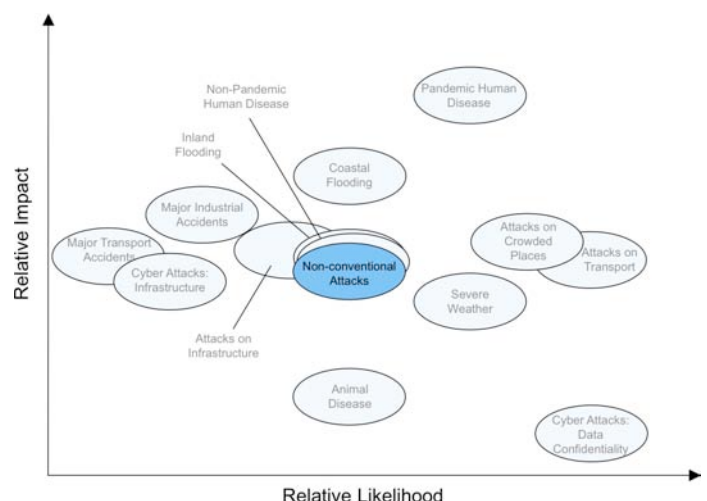 Non-Pandemic
Human Disease
Pandemic Human
Disease
Inland
Flooding
Coastal
Flooding
Major Industrial
Accidents
Major Transport
Accidents
Cyber Attacks:
Infrastructure
Non-conventional
Attacks
Attacks on
Crowded
Places
Attacks on
Transport
Severe
Weather
Attacks on
Infrastructure
Animal
Disease
Cyber Attacks:
Data
Confidentiality
Relative Impact
Relative Likelihood